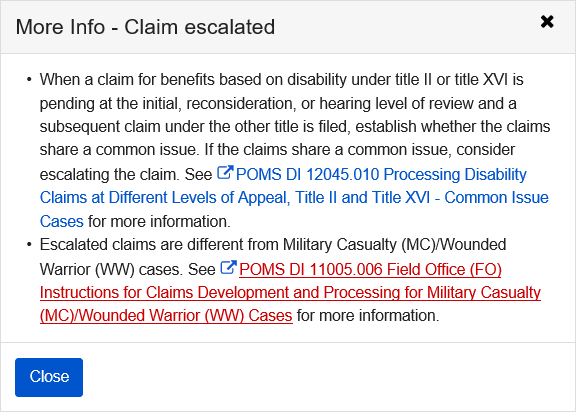 More Info - Claim escalated
• When a claim for benefits based on disability under title II or title XVI is
pending at the initial, reconsideration, or hearing level of review and a
subsequent claim under the other title is filed, establish whether the claims
share a common issue. If the claims share a common issue, consider
escalating the claim. See POMS DI 12045.010 Processing Disability
Claims at Different Levels of Appeal, Title II and Title XVI - Common Issue
Cases for more information.
• Escalated claims are different from Military Casualty (MC)/Wounded
Warrior (WW) cases. See POMS DI 11005.006 Field Office (FO)
Instructions for Claims Development and Processing for Military Casualty
(MC)/Wounded Warrior (WW) Cases for more information.
Close